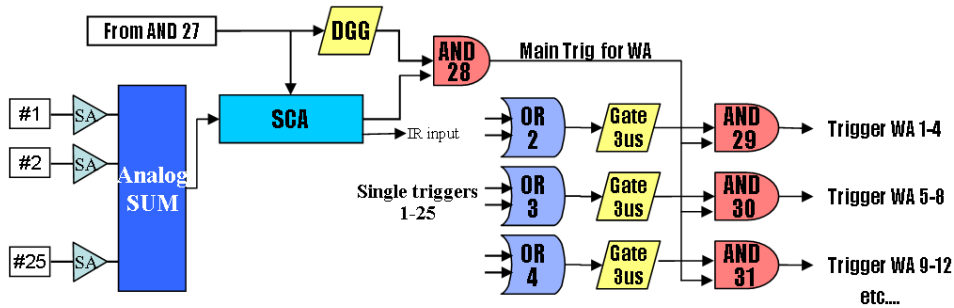 From AND 27
DGG
AND
28
Main Trig for WA
#1
SA
#2
SA
#25
SA
Analog
SUM
SCA
IR input
Single triggers
1-25
OR
2
Gate
3us
AND
29
Trigger WA 1-4
OR
3
Gate
3us
AND
30
Trigger WA 5-8
OR
4
Gate
3us
AND
31
Trigger WA 9-12
etc....